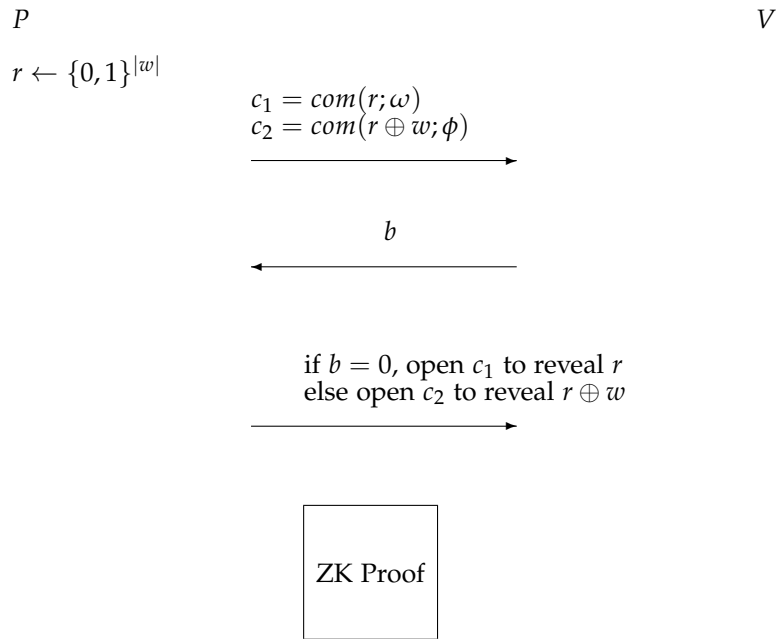 P V
r ← {0, 1}^{|w|}
c₁ = com(r; ω)
c₂ = com(r ⊕ w; ϕ)
b
if b = 0, open c₁ to reveal r
else open c₂ to reveal r ⊕ w
ZK Proof